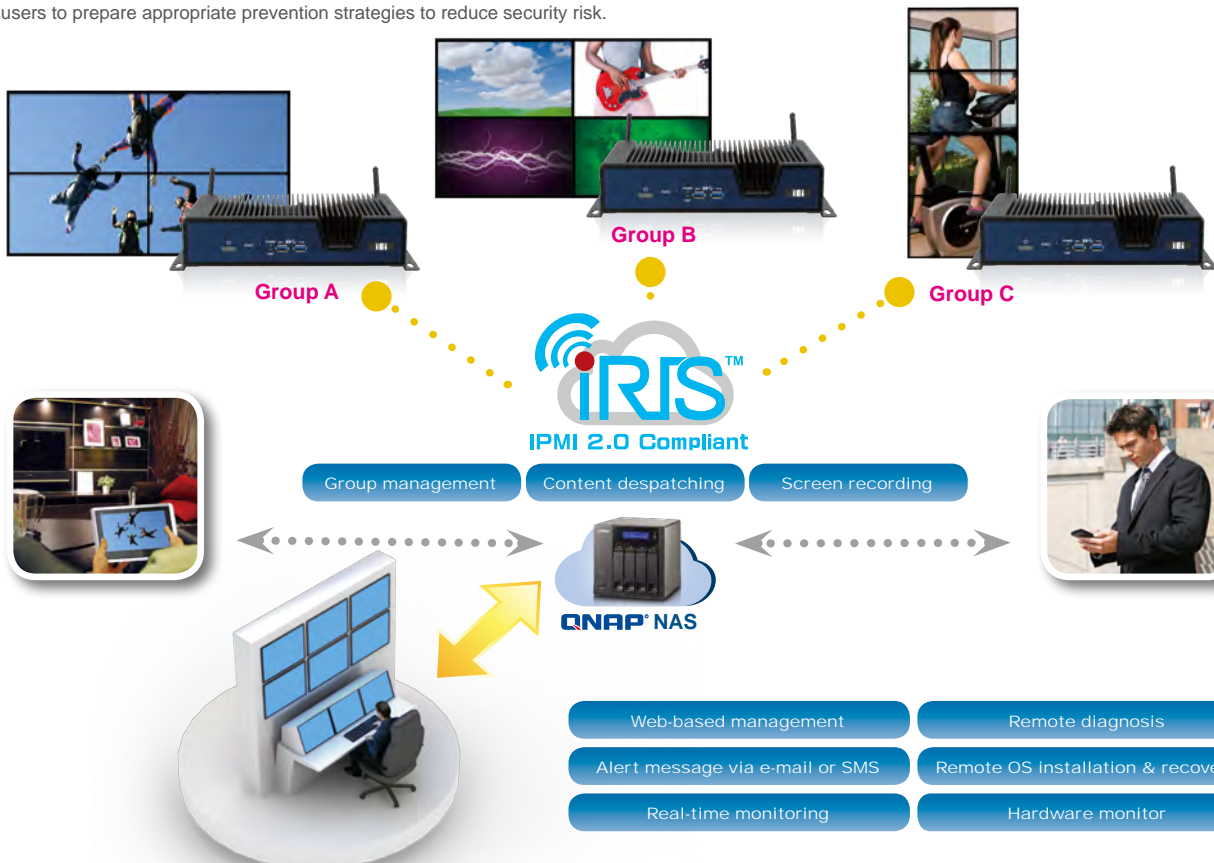 users to prepare appropriate prevention strategies to reduce security risk.
Group B
Group A
Group C
iRIS™
IPMI 2.0 Compliant
Group management
Content despatching
Screen recording
QNAP® NAS
Web-based management
Remote diagnosis
Alert message via e-mail or SMS
Remote OS installation & recove
Real-time monitoring
Hardware monitor